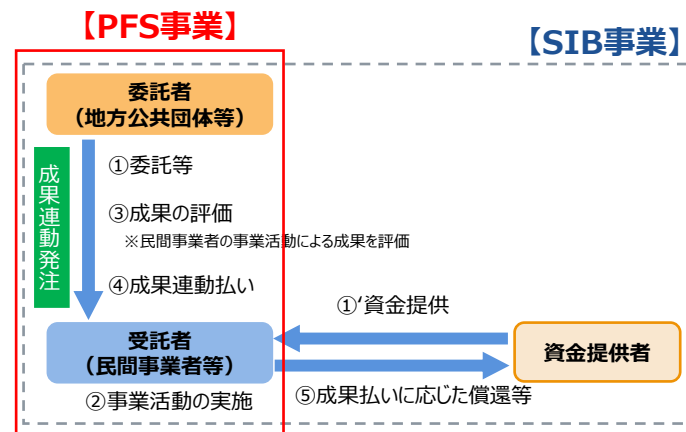 【PFS事業】
【SIB事業】
委託者
（地方公共団体等）
成果連動発注
①委託等
③成果の評価
※民間事業者の事業活動による成果を評価
④成果連動払い
①‘資金提供
受託者
（民間事業者等）
資金提供者
②事業活動の実施
⑤成果払いに応じた償還等